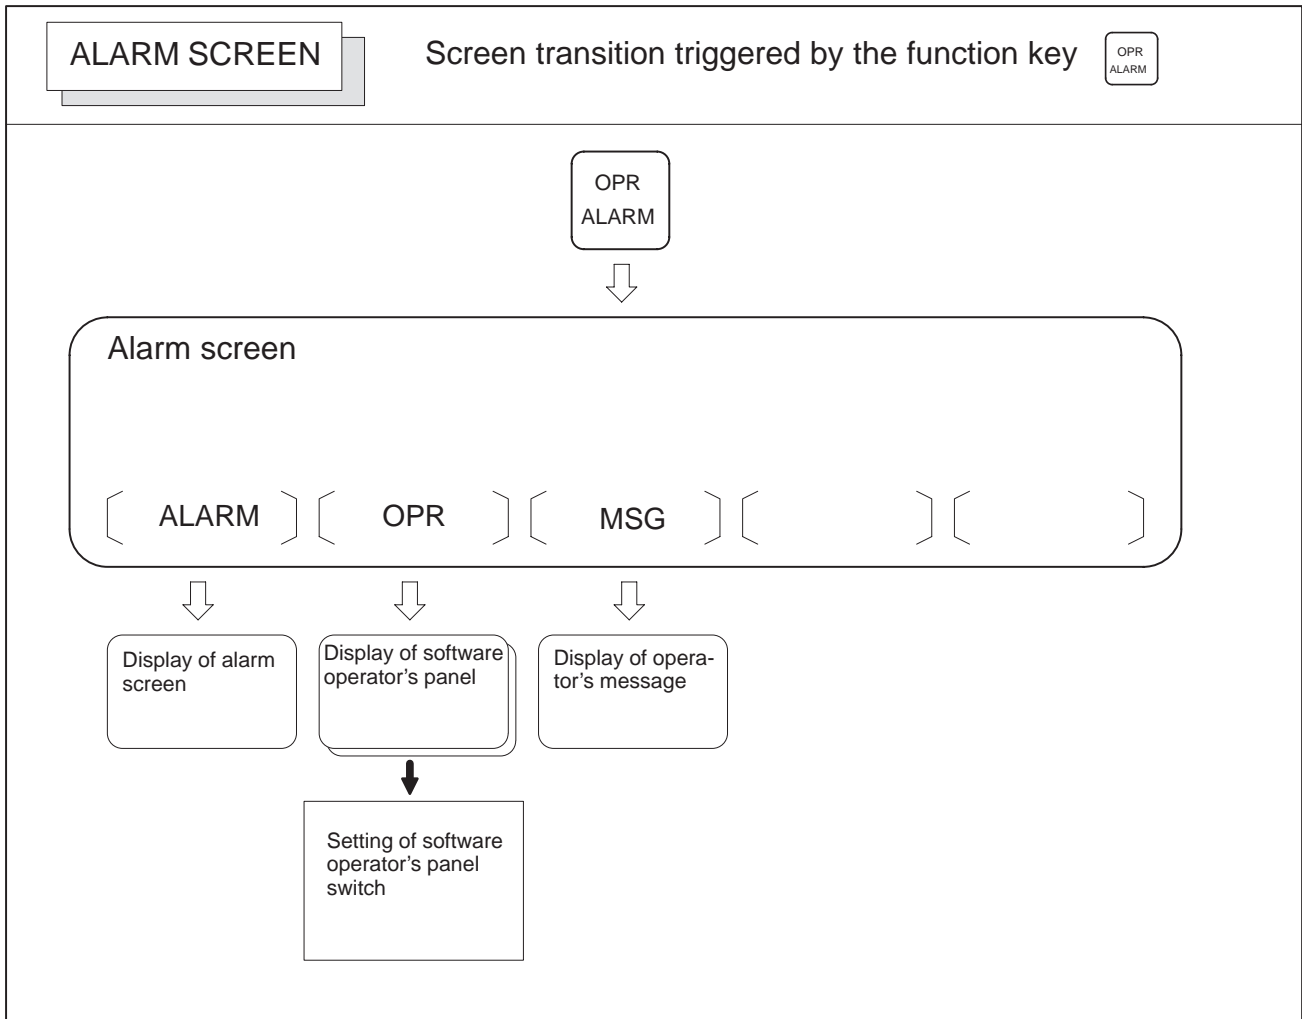 ALARM SCREEN
Screen transition triggered by the function key
OPR
ALARM
OPR
ALARM
Alarm screen
ALARM
OPR
MSG
Display of alarm
screen
Display of software
operator’s panel
Display of opera-
tor’s message
Setting of software
operator’s panel
switch